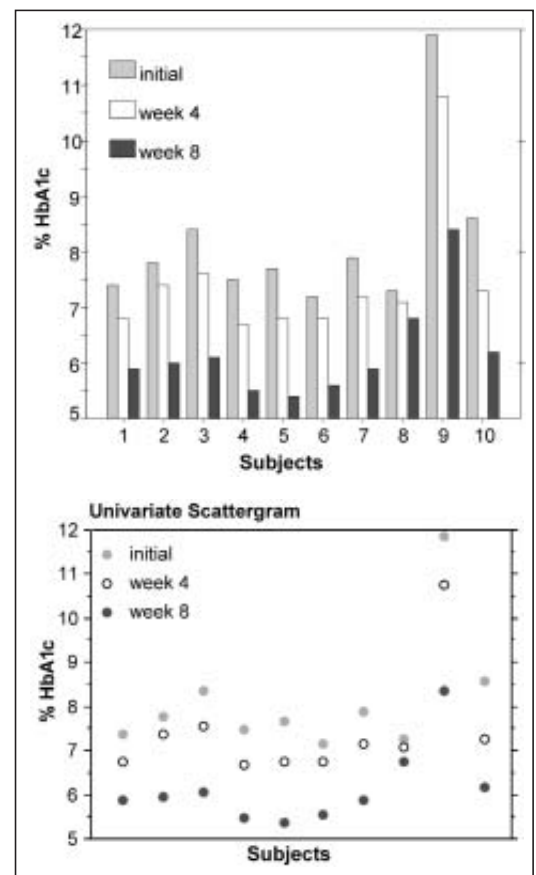 % HbA1c
12
11
10
9
8
7
6
5
initial
week 4
week 8
1 2 3 4 5 6 7 8 9 10
Subjects
Univariate Scattergram
% HbA1c
12
11
10
9
8
7
6
5
initial
week 4
week 8
Subjects